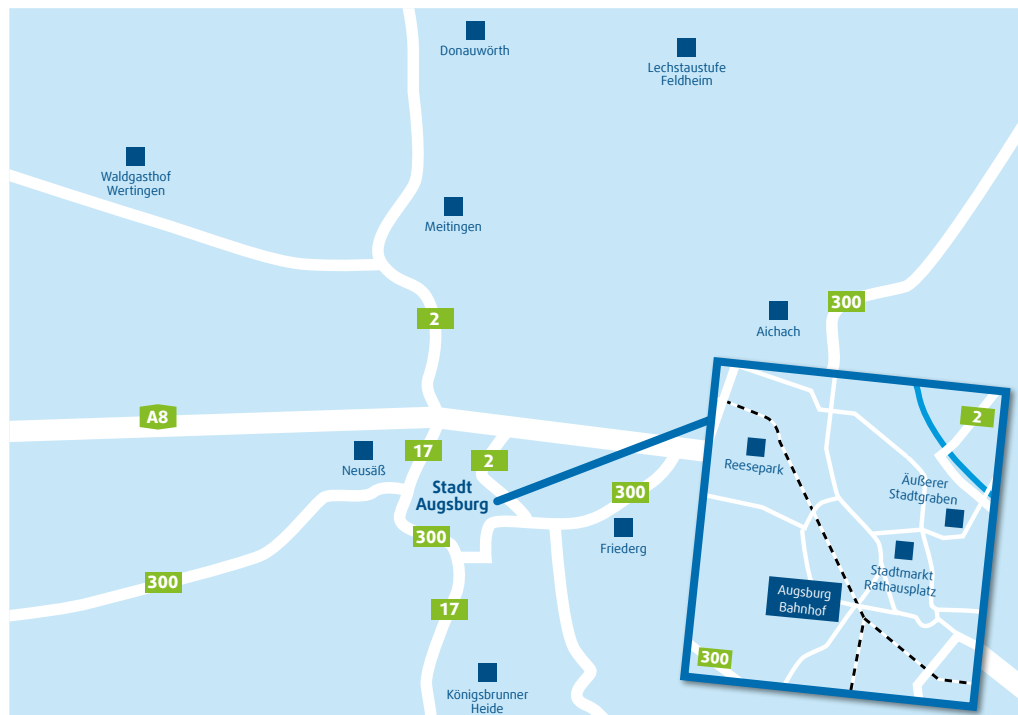 Donauwörth
Lechstaustufe
Feldheim
Waldgasthof
Wertingen
Meitingen
300
2
Aichach
A8
2
17
Neusäß
2
Reesepark
Stadt
Augsburg
300
Äußerer
Stadtgraben
300
Friederg
Stadtmarkt
Rathausplatz
300
Augsburg
Bahnhof
17
300
Königsbrunner
Heide